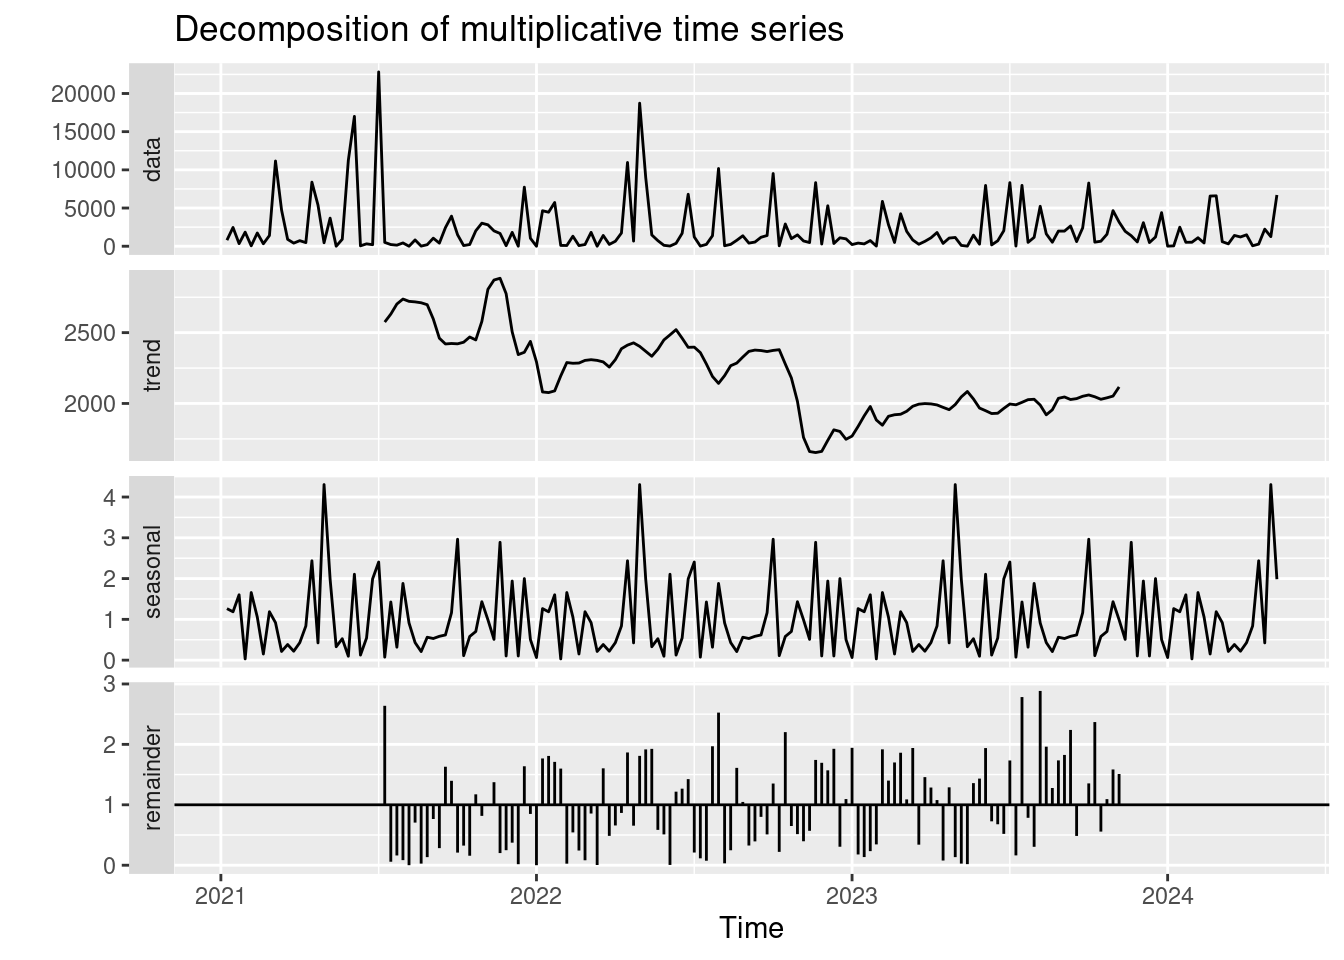 Decomposition of multiplicative time series
20000
15000
10000
5000
0
data
2500
2000
trend
4
3
2
1
0
seasonal
3
2
1
0
remainder
2021 2022 2023 2024
Time